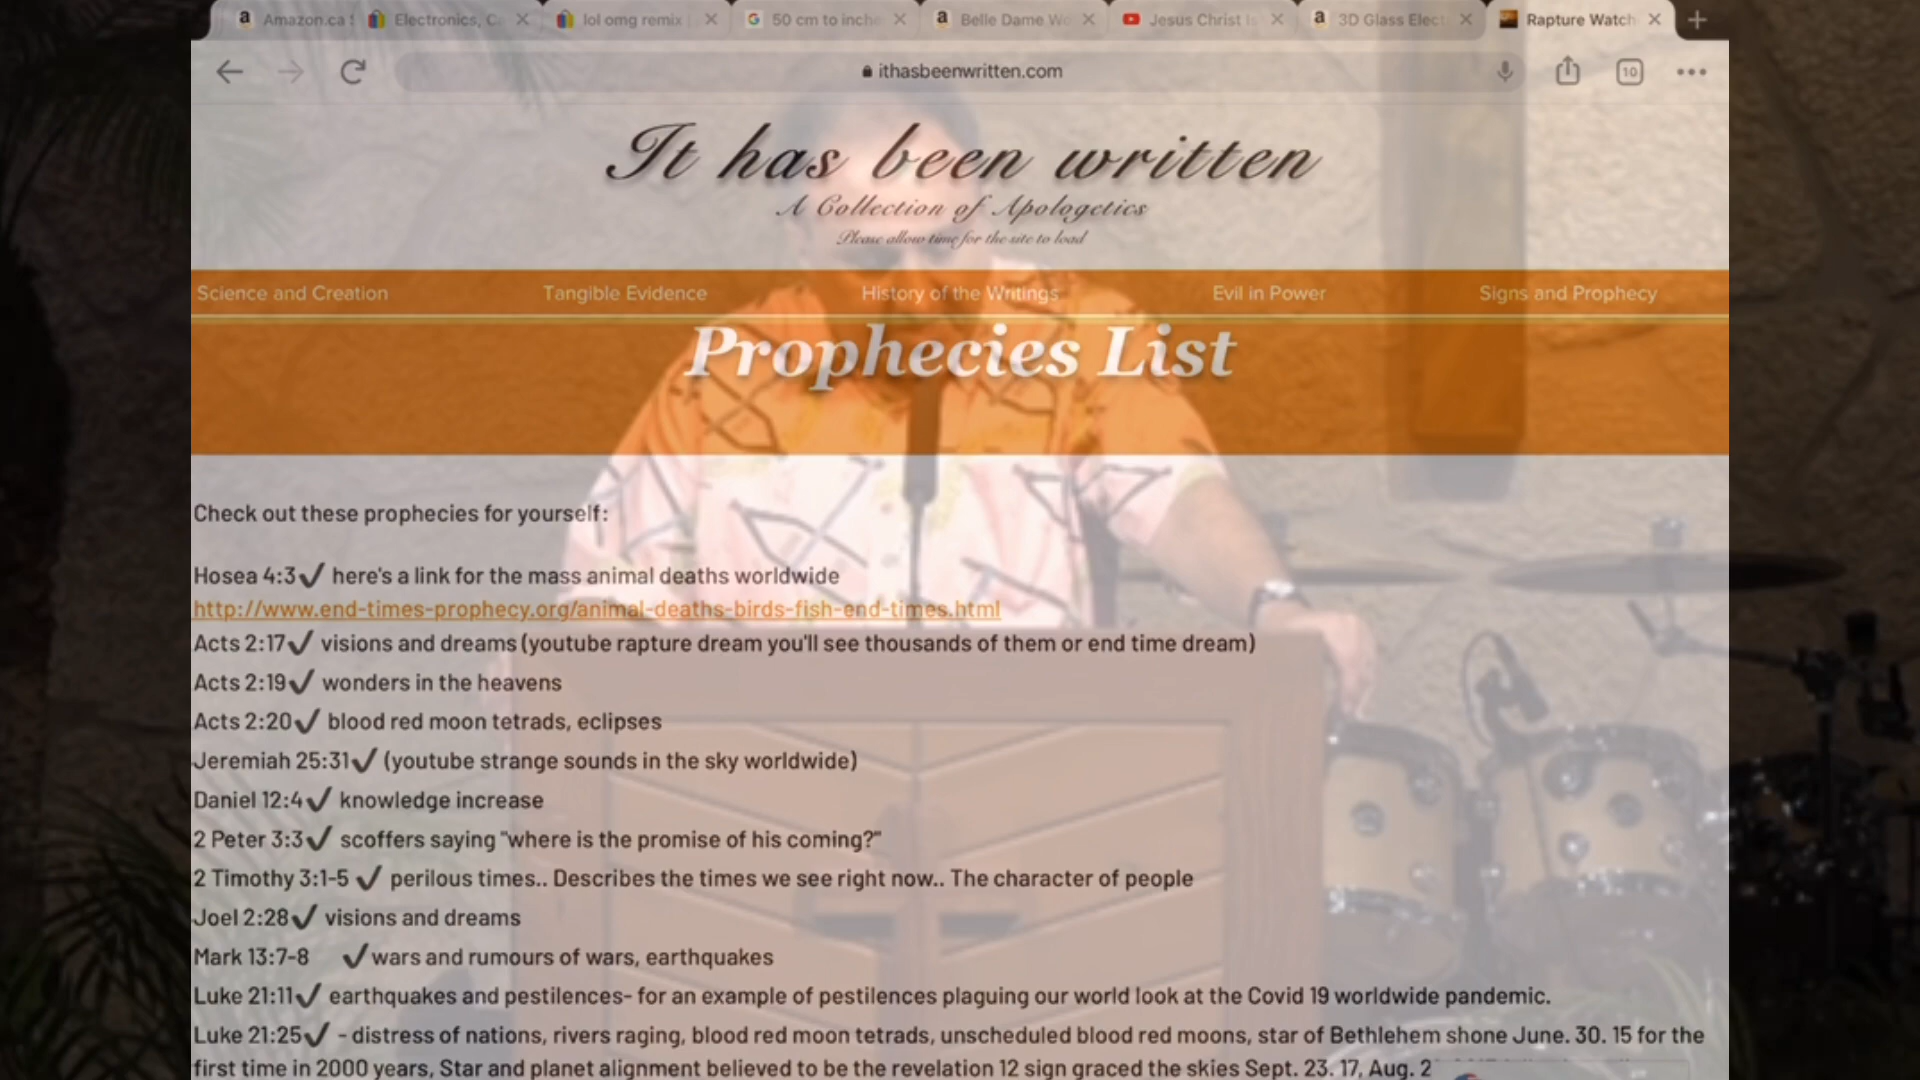 Amazon.ca
Electronics, C
lol omg remix
50 cm to inche
Belle Dame Wo
Jesus Christ Is
3D Glass Elect
Rapture Watch
ithasbeenwritten.com
10
It has been written
A Collection of Apologetics
Please allow time for the site to load
Science and Creation
Tangible Evidence
History of the Writings
Evil in Power
Signs and Prophecy
Prophecies List
Check out these prophecies for yourself:
Hosea 4:3✓ here's a link for the mass animal deaths worldwide
http://www.end-times-prophecy.org/animal-deaths-birds-fish-end-times.html
Acts 2:17✓ visions and dreams (youtube rapture dream you'll see thousands of them or end time dream)
Acts 2:19✓ wonders in the heavens
Acts 2:20✓ blood red moon tetrads, eclipses
Jeremiah 25:31✓ (youtube strange sounds in the sky worldwide)
Daniel 12:4✓ knowledge increase
2 Peter 3:3✓ scoffers saying "where is the promise of his coming?"
2 Timothy 3:1-5 ✓ perilous times.. Describes the times we see right now.. The character of people
Joel 2:28✓ visions and dreams
Mark 13:7-8 ✓ wars and rumours of wars, earthquakes
Luke 21:11✓ earthquakes and pestilences- for an example of pestilences plaguing our world look at the Covid 19 worldwide pandemic.
Luke 21:25✓ - distress of nations, rivers raging, blood red moon tetrads, unscheduled blood red moons, star of Bethlehem shone June. 30. 15 for the
first time in 2000 years, Star and planet alignment believed to be the revelation 12 sign graced the skies Sept. 23. 17, Aug. 2